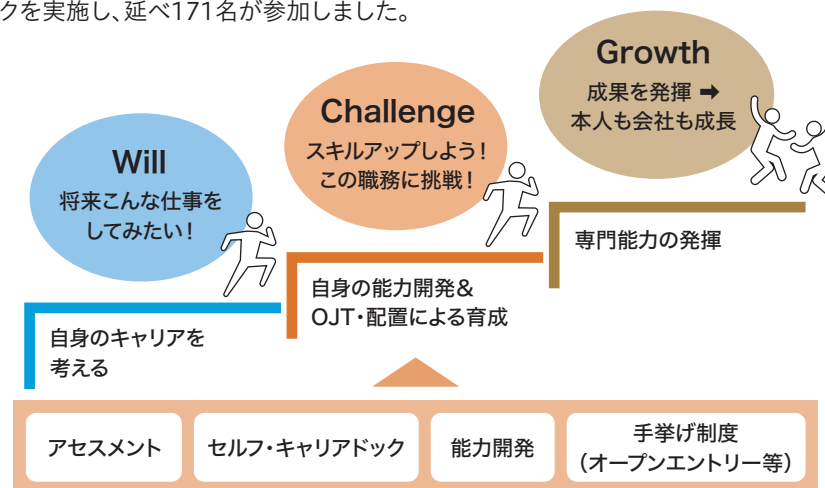 クを実施し、延べ171名が参加しました。
Will
将来こんな仕事を
してみたい!
Challenge
スキルアップしよう!
この職務に挑戦!
Growth
成果を発揮 ➡
本人も会社も成長
自身のキャリアを
考える
自身の能力開発&
OJT・配置による育成
専門能力の発揮
アセスメント
セルフ・キャリアドック
能力開発
手挙げ制度
(オープンエントリー等)